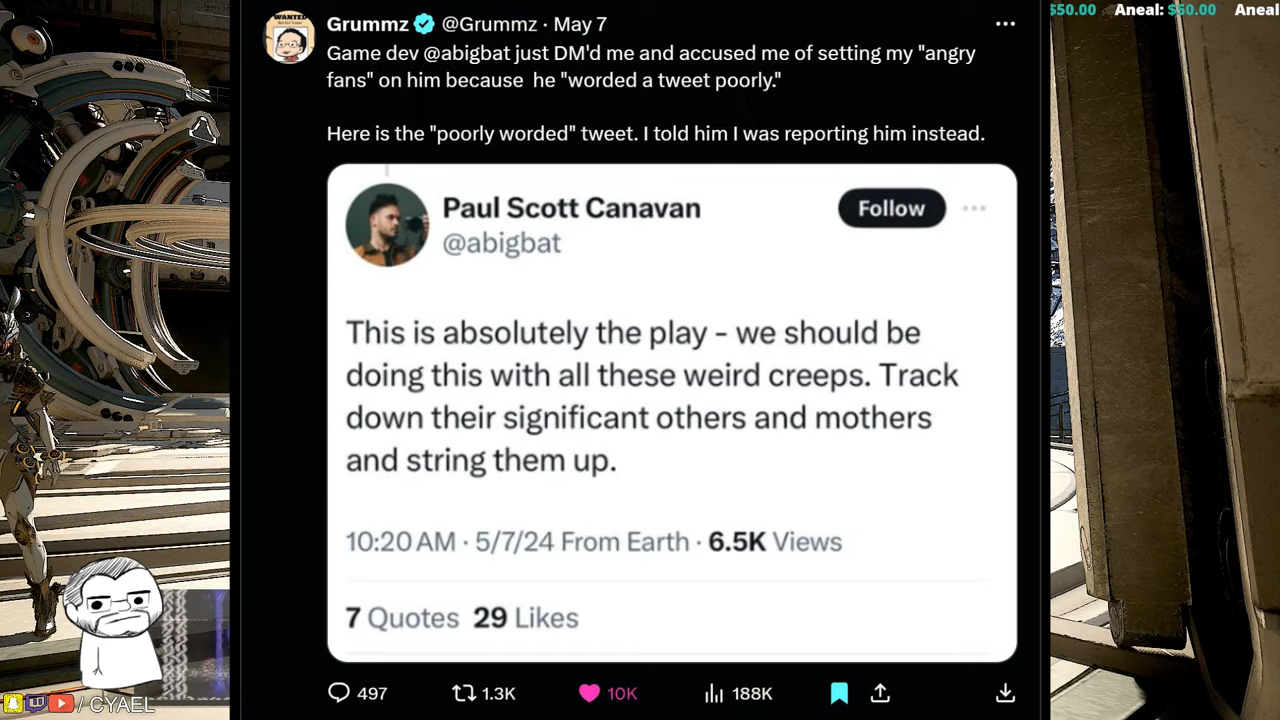 $50.00 Aneal: $50.00 Aneal
WANTED
Grummz @Grummz · May 7
Game dev @abigbat just DM'd me and accused me of setting my "angry
fans" on him because he "worded a tweet poorly."
Here is the "poorly worded" tweet. I told him I was reporting him instead.
Paul Scott Canavan
@abigbat
Follow
This is absolutely the play - we should be
doing this with all these weird creeps. Track
down their significant others and mothers
and string them up.
10:20 AM · 5/7/24 From Earth · 6.5K Views
7 Quotes 29 Likes
497 1.3K 10K 188K
/ CYAEL